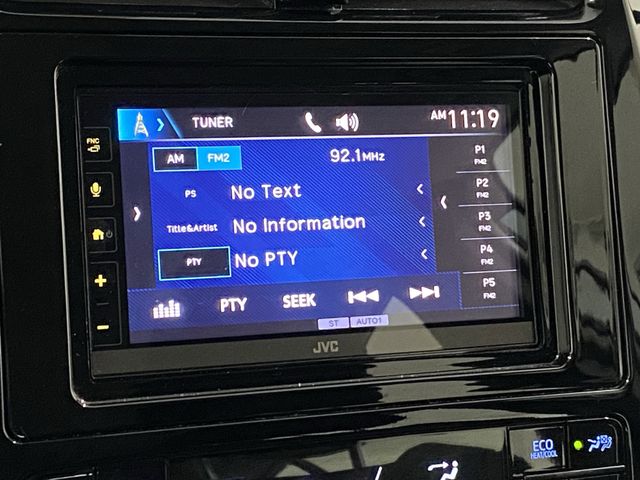 TUNER AM 11:19
FNC
AM FM2 92.1MHz
PS No Text
Title&Artist No Information
PTY No PTY
P1
FM2
P2
FM2
P3
FM2
P4
FM2
P5
FM2
PTY SEEK
ST AUTO1
JVC
ECO
HEAT/COOL